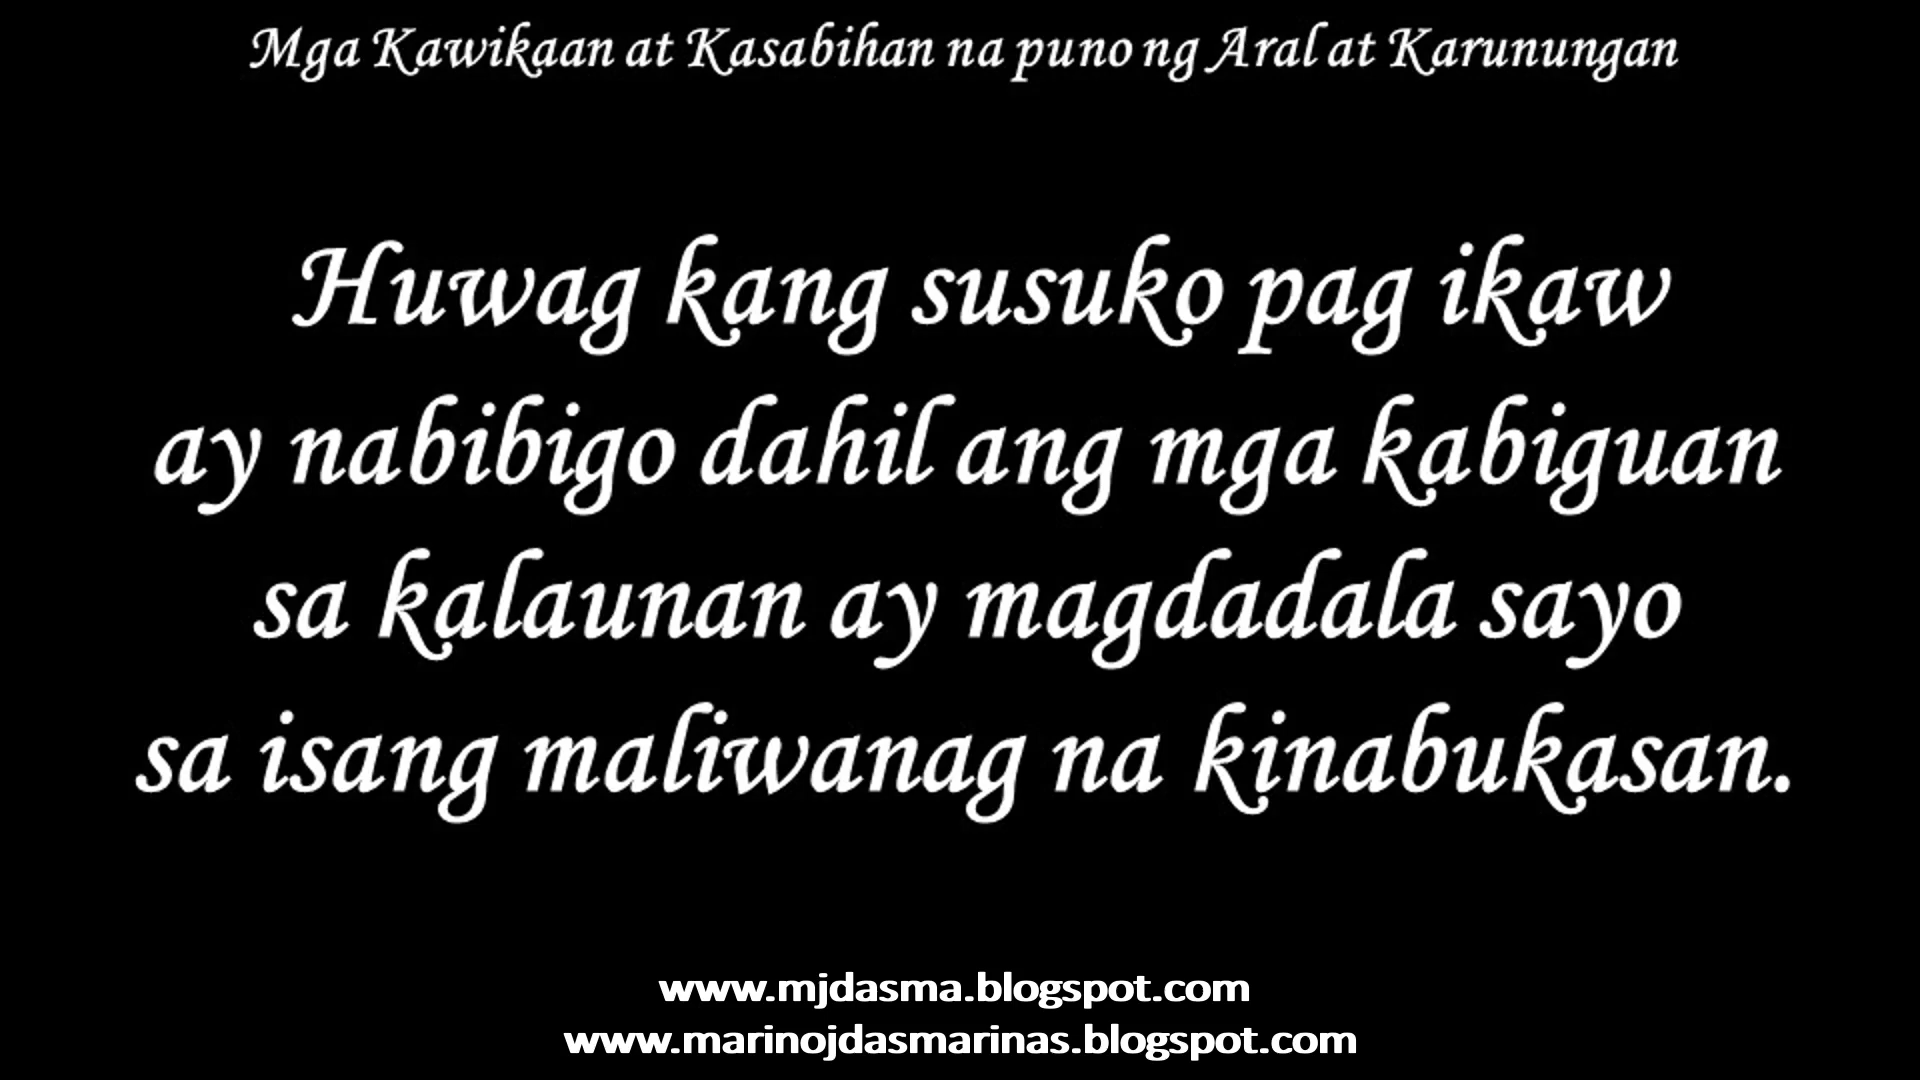 Mga Kawikaan at Kasabihan na puno ng Aral at Karunungan
Huwag kang susuko pag ikaw
ay nabibigo dahil ang mga kabiguan
sa kalaunan ay magdadala sayo
sa isang maliwanag na kinabukasan.
www.mjdasma.blogspot.com
www.marinojdasmarinas.blogspot.com